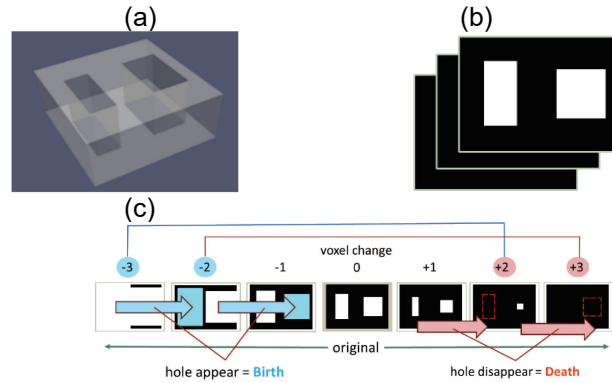 (a)
(b)
(c)
voxel change
-3 -2 -1 0 +1 +2 +3
original
hole appear = Birth
hole disappear = Death